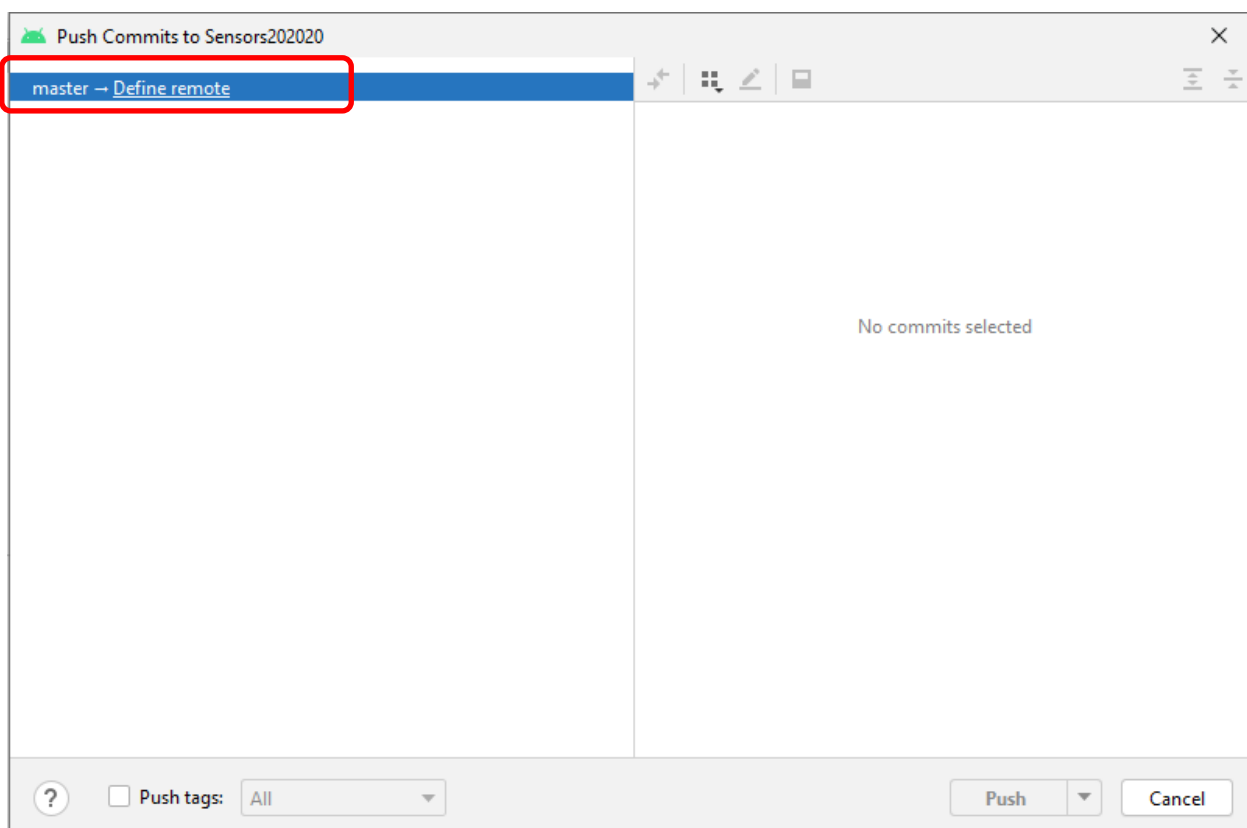 Push Commits to Sensors202020
master → Define remote
No commits selected
? Push tags: All Push Cancel